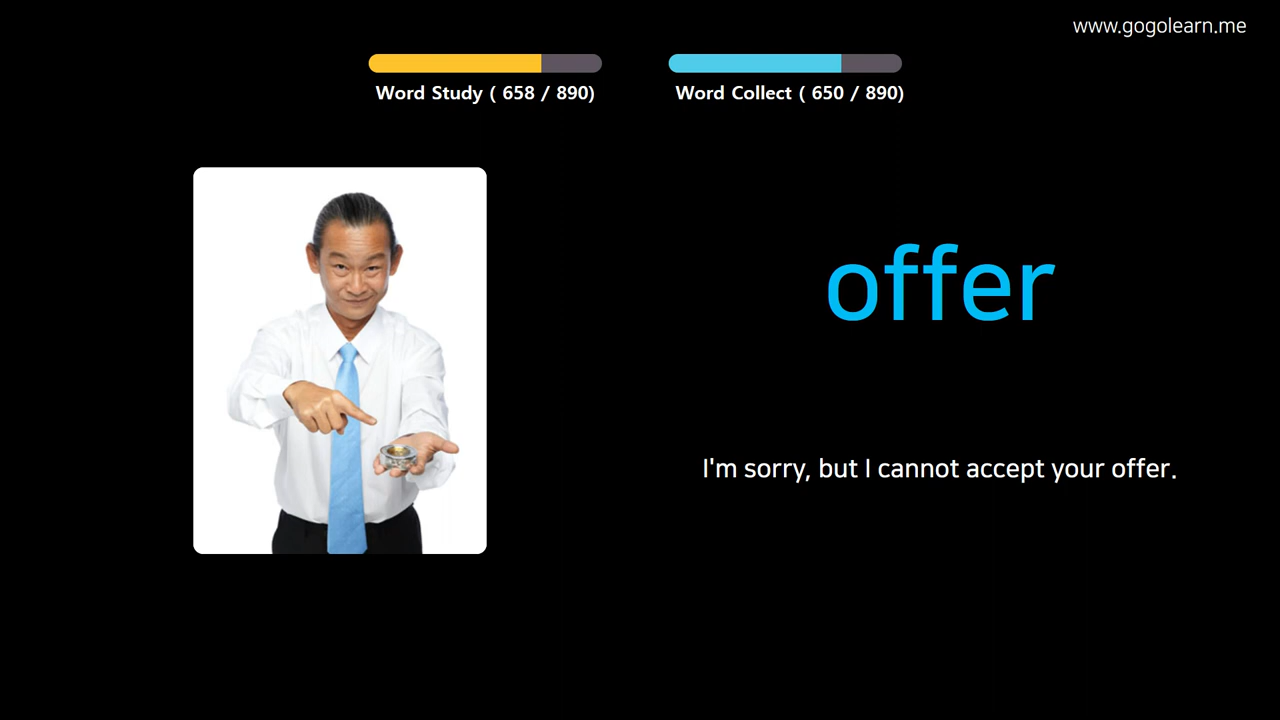 www.gogolearn.me
Word Study ( 658 / 890)
Word Collect ( 650 / 890)
offer
I'm sorry, but I cannot accept your offer.